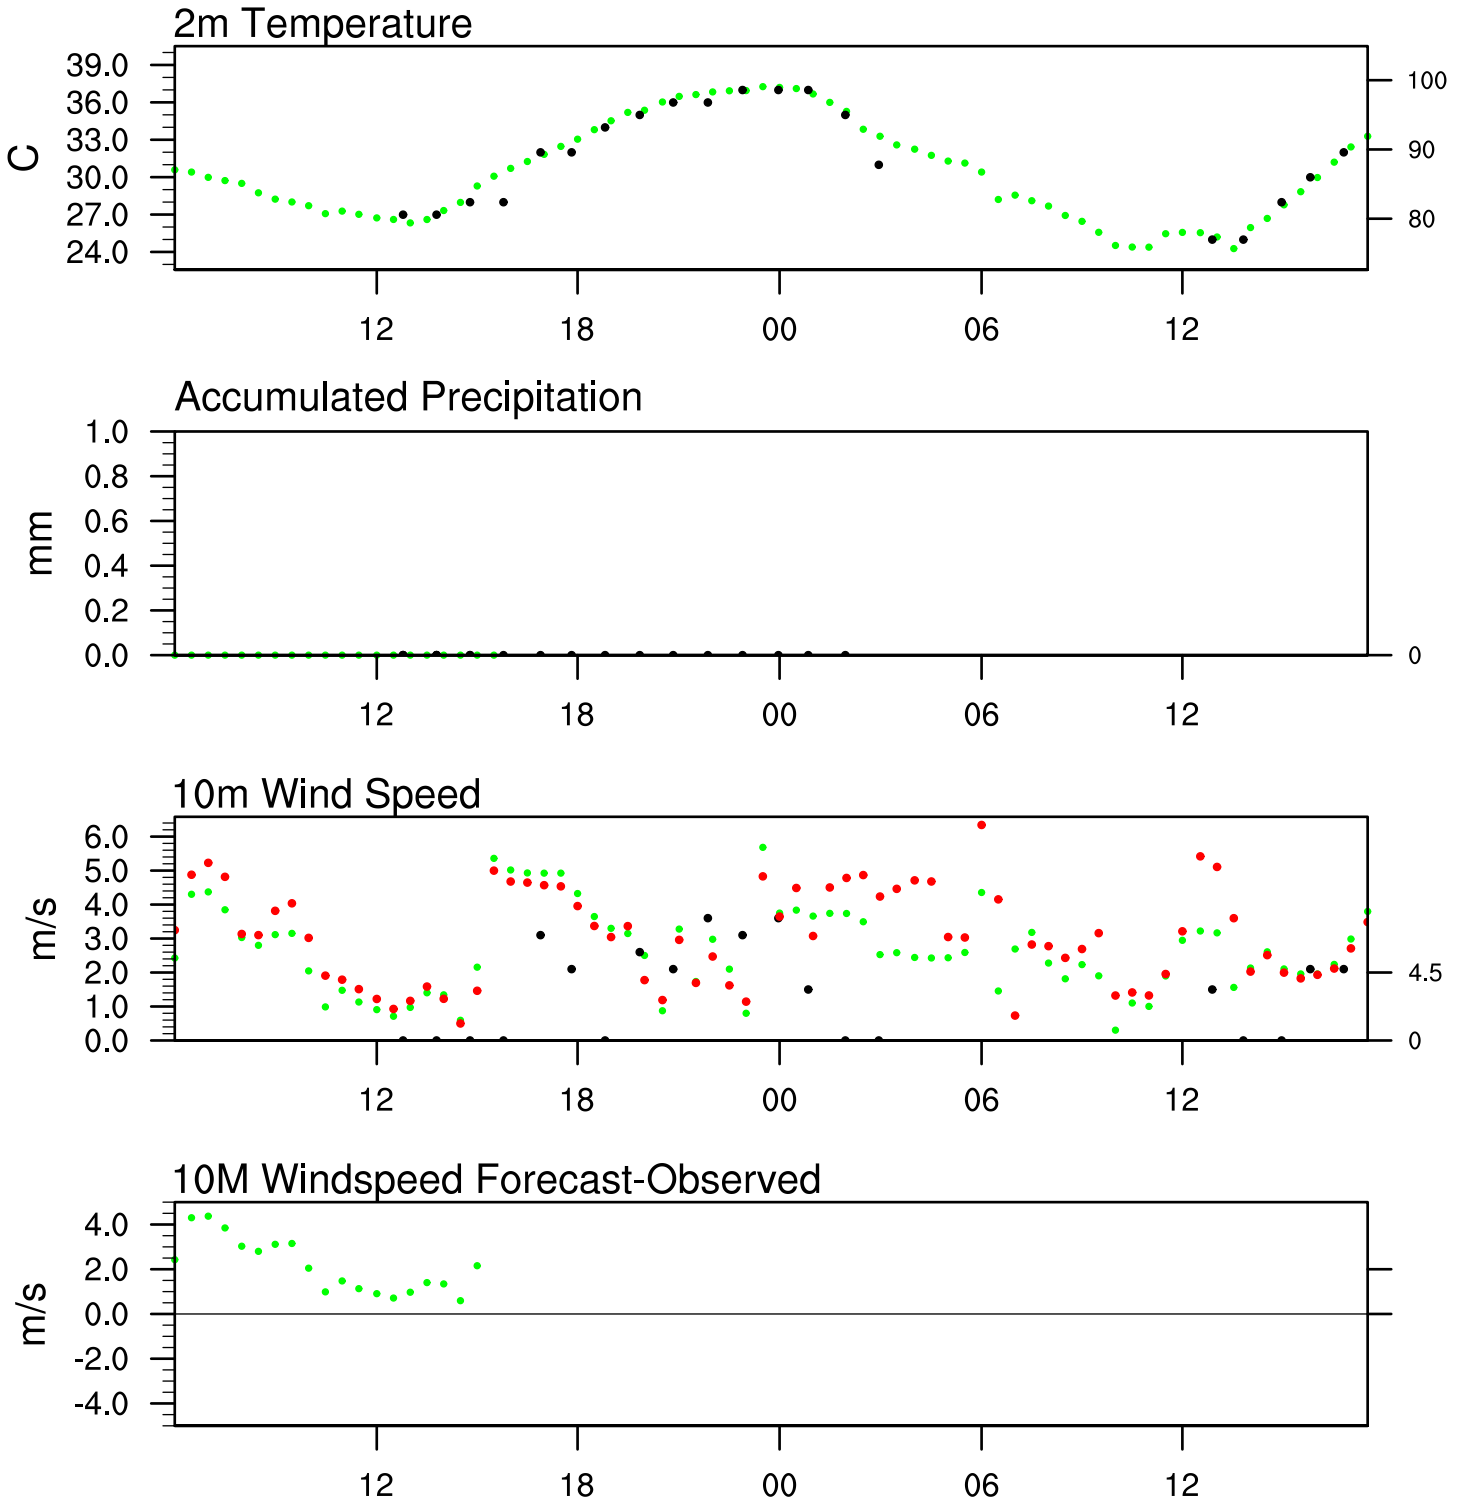 2m Temperature
39.0
36.0
33.0
30.0
27.0
24.0
C
100
90
80
12 18 00 06 12
Accumulated Precipitation
1.0
0.8
0.6
0.4
0.2
0.0
mm
0
12 18 00 06 12
10m Wind Speed
6.0
5.0
4.0
3.0
2.0
1.0
0.0
m/s
4.5
0
12 18 00 06 12
10M Windspeed Forecast-Observed
4.0
2.0
0.0
-2.0
-4.0
m/s
12 18 00 06 12